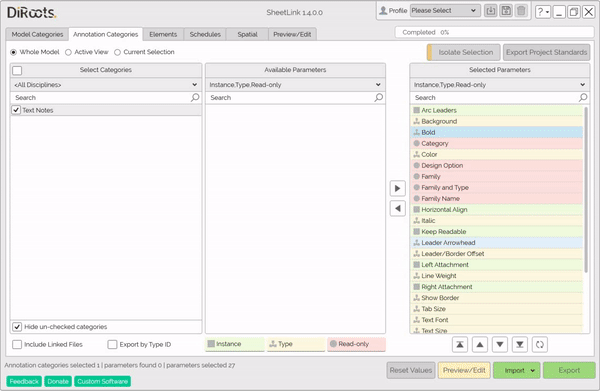 DiRoots.
SheetLink 1.4.0.0
Profile Please Select
? - _ X
Model Categories Annotation Categories Elements Schedules Spatial Preview/Edit
Completed 0%
Whole Model Active View Current Selection
Isolate Selection Export Project Standards
Select Categories Available Parameters Selected Parameters
<All Disciplines> Instance,Type,Read-only Instance,Type,Read-only
Search Search Search
Text Notes
Arc Leaders
Background
Bold
Category
Color
Design Option
Family
Family and Type
Family Name
Horizontal Align
Italic
Keep Readable
Leader Arrowhead
Leader/Border Offset
Left Attachment
Line Weight
Right Attachment
Show Border
Tab Size
Text Font
Text Size
Hide un-checked categories
Include Linked Files Export by Type ID Instance Type Read-only
Annotation categories selected 1 | parameters found 0 | parameters selected 27
Reset Values Preview/Edit Import Export
Feedback Donate Custom Software